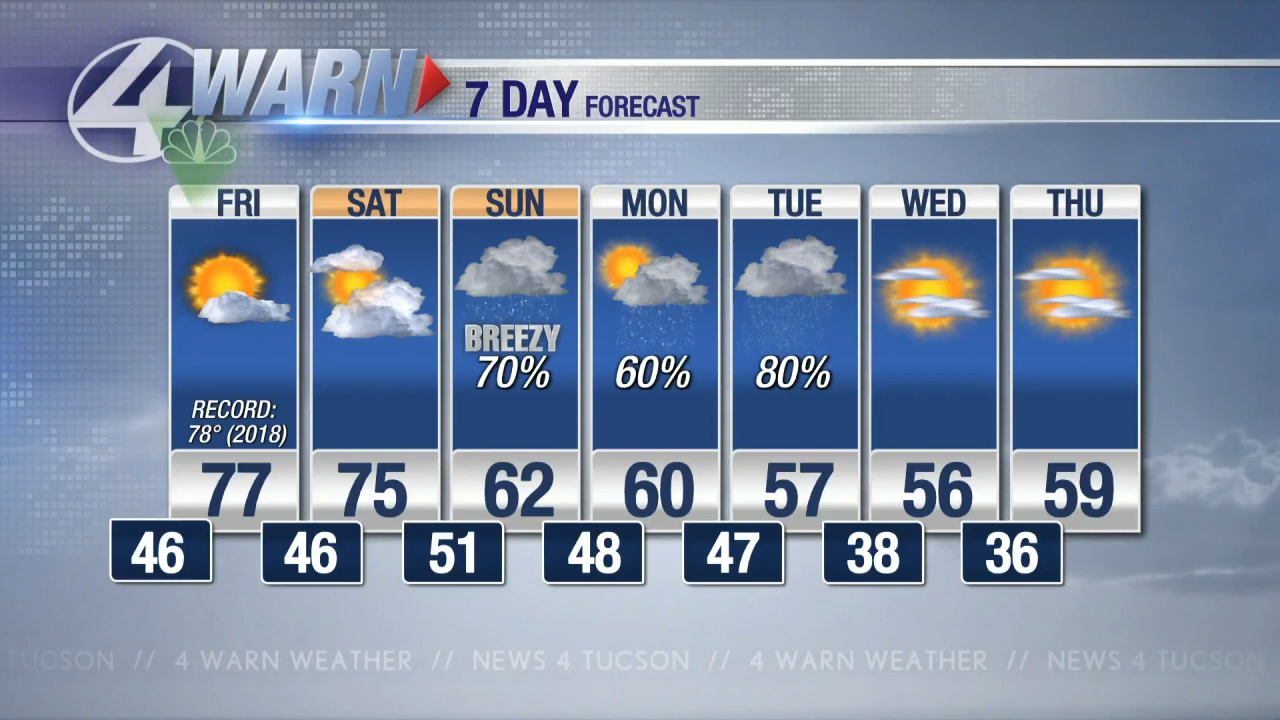 4 WARN
7 DAY FORECAST
FRI SAT SUN MON TUE WED THU
BREEZY
70% 60% 80%
RECORD:
78° (2018)
77 75 62 60 57 56 59
46 46 51 48 47 38 36
TUCSON // 4 WARN WEATHER // NEWS 4 TUCSON // 4 WARN WEATHER // NEWS 4 TUCSON